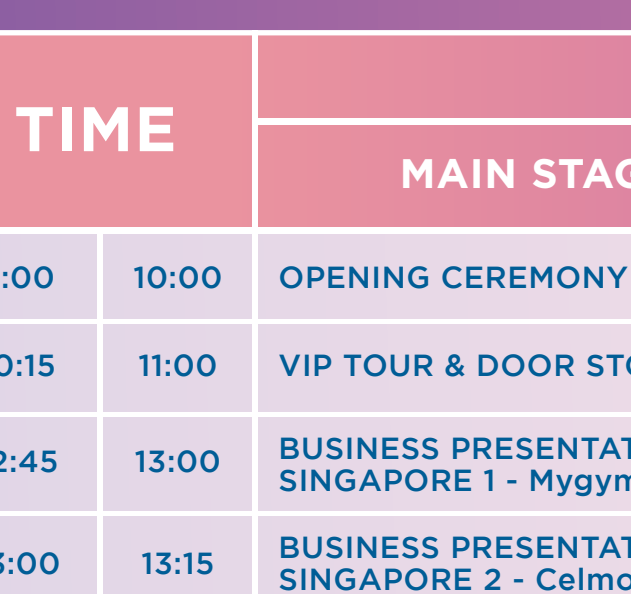 TIME
MAIN STAG
:00 10:00 OPENING CEREMONY
0:15 11:00 VIP TOUR & DOOR STO
2:45 13:00 BUSINESS PRESENTAT
SINGAPORE 1 - Mygym
3:00 13:15 BUSINESS PRESENTAT
SINGAPORE 2 - Celmo